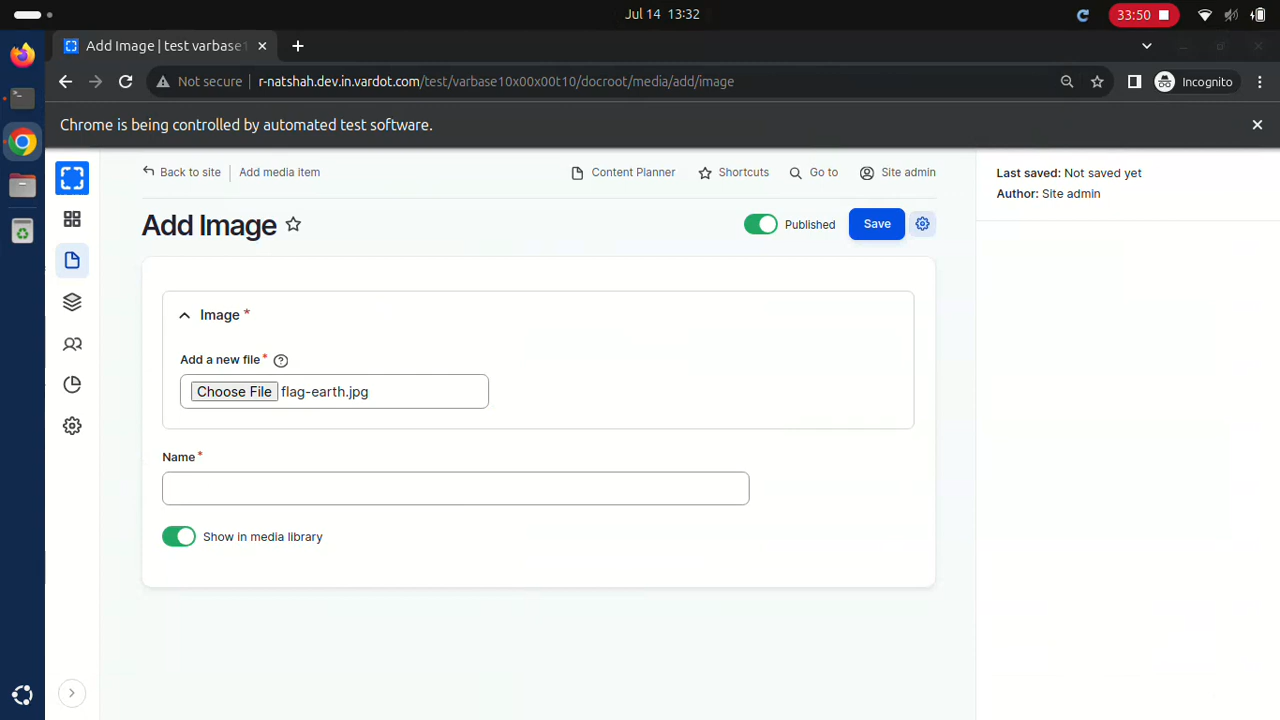 Jul 14 13:32
33:50
Add Image | test varbase1
Not secure
r-natshah.dev.in.vardot.com/test/varbase10x00x00t10/docroot/media/add/image
Incognito
Chrome is being controlled by automated test software.
Back to site
Add media item
Content Planner
Shortcuts
Go to
Site admin
Last saved: Not saved yet
Author: Site admin
Add Image
Published
Save
Image *
Add a new file *
Choose File flag-earth.jpg
Name *
Show in media library